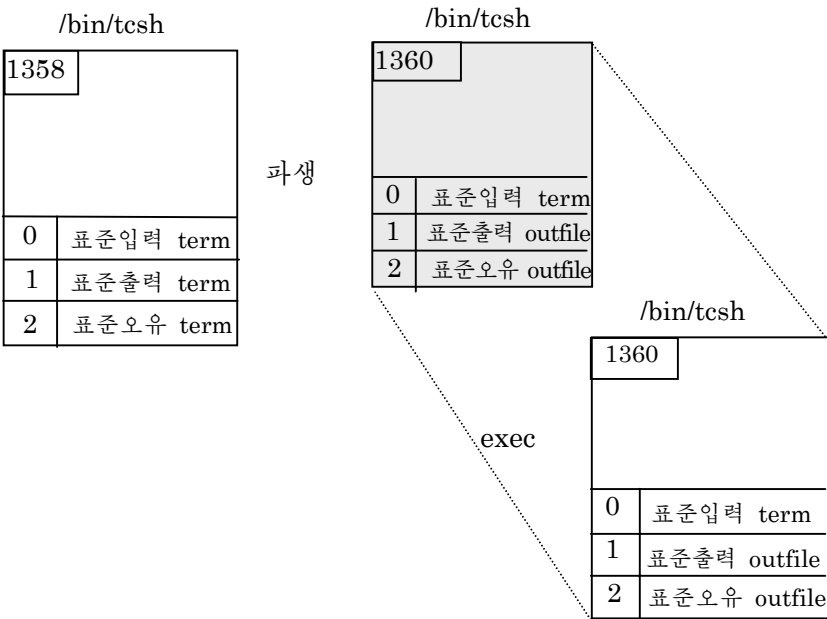 /bin/tcsh
1358
0 표준입력 term
1 표준출력 term
2 표준오유 term
파생
/bin/tcsh
1360
0 표준입력 term
1 표준출력 outfile
2 표준오유 outfile
exec
/bin/tcsh
1360
0 표준입력 term
1 표준출력 outfile
2 표준오유 outfile